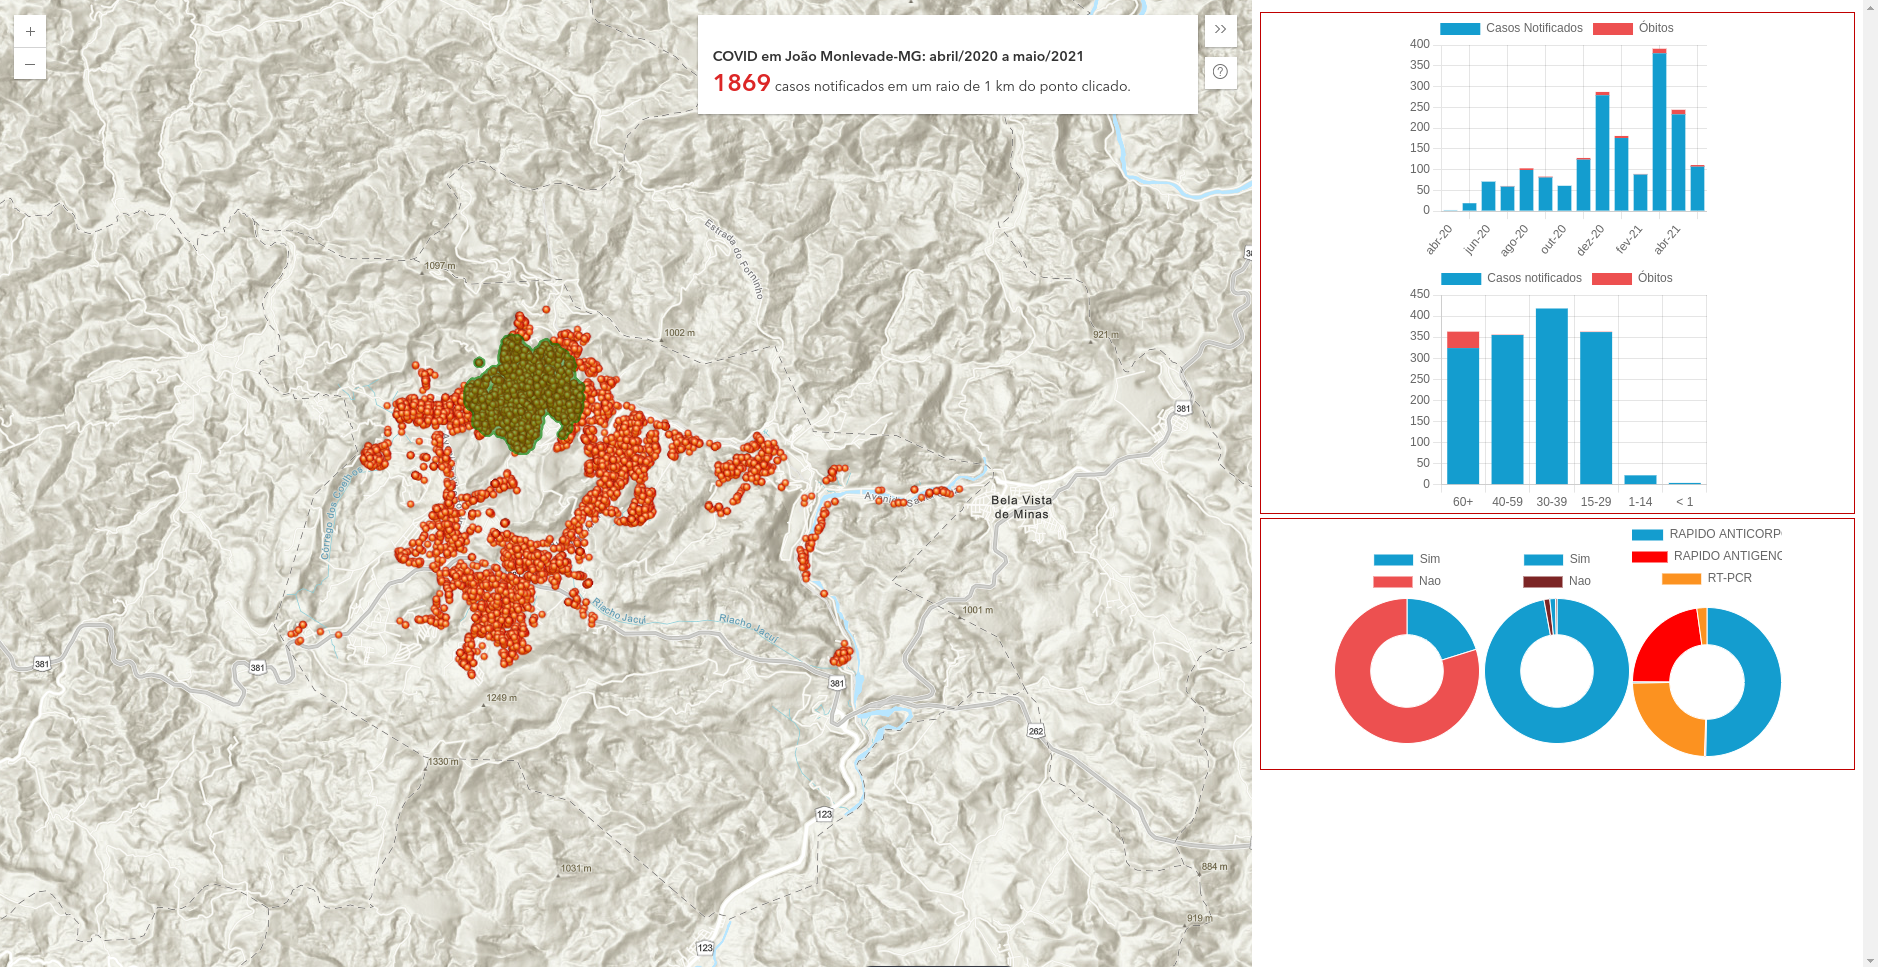 +
−
COVID em João Monlevade-MG: abril/2020 a maio/2021
1869 casos notificados em um raio de 1 km do ponto clicado.
Estrada do Forninho
1097 m
1002 m
921 m
381
Córrego dos Coelhos
Bela Vista
de Minas
Riacho Jacuí
Riacho Jacuí
1001 m
381
381
381
1249 m
262
1330 m
123
1031 m
884 m
919 m
123
Casos Notificados
Óbitos
400
350
300
250
200
150
100
50
0
abr-20
jun-20
ago-20
out-20
dez-20
fev-21
abr-21
Casos notificados
Óbitos
450
400
350
300
250
200
150
100
50
0
60+
40-59
30-39
15-29
1-14
< 1
Sim
Nao
Sim
Nao
RAPIDO ANTICORP
RAPIDO ANTIGEN
RT-PCR